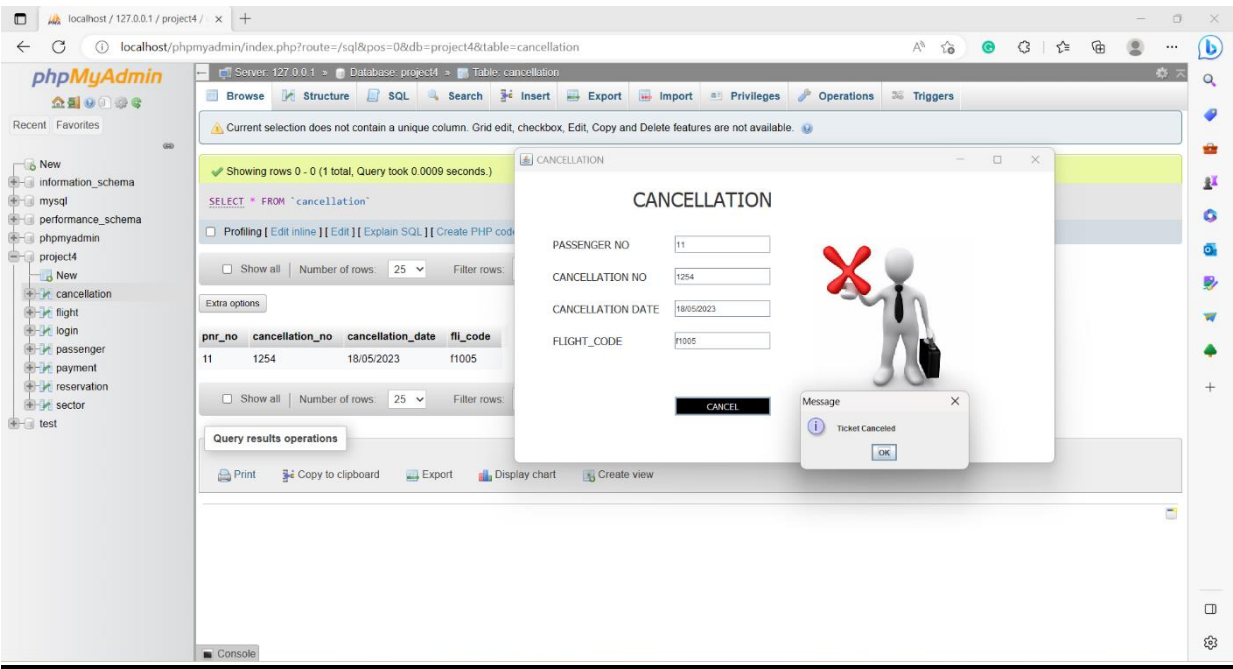 localhost / 127.0.0.1 / project4 /
localhost/phpmyadmin/index.php?route=/sql&pos=0&db=project4&table=cancellation
phpMyAdmin
Recent Favorites
New
information_schema
mysql
performance_schema
phpmyadmin
project4
New
cancellation
flight
login
passenger
payment
reservation
sector
test
Server: 127.0.0.1 » Database: project4 » Table: cancellation
Browse Structure SQL Search Insert Export Import Privileges Operations Triggers
Current selection does not contain a unique column. Grid edit, checkbox, Edit, Copy and Delete features are not available.
Showing rows 0 - 0 (1 total, Query took 0.0009 seconds.)
SELECT * FROM `cancellation`
Profiling [ Edit inline ] [ Edit ] [ Explain SQL ] [ Create PHP code
Show all Number of rows: 25 Filter rows:
Extra options
pnr_no cancellation_no cancellation_date fli_code
11 1254 18/05/2023 f1005
Show all Number of rows: 25 Filter rows:
Query results operations
Print Copy to clipboard Export Display chart Create view
Console
CANCELLATION
CANCELLATION
PASSENGER NO 11
CANCELLATION NO 1254
CANCELLATION DATE 18/05/2023
FLIGHT_CODE f1005
CANCEL
Message
Ticket Canceled
OK